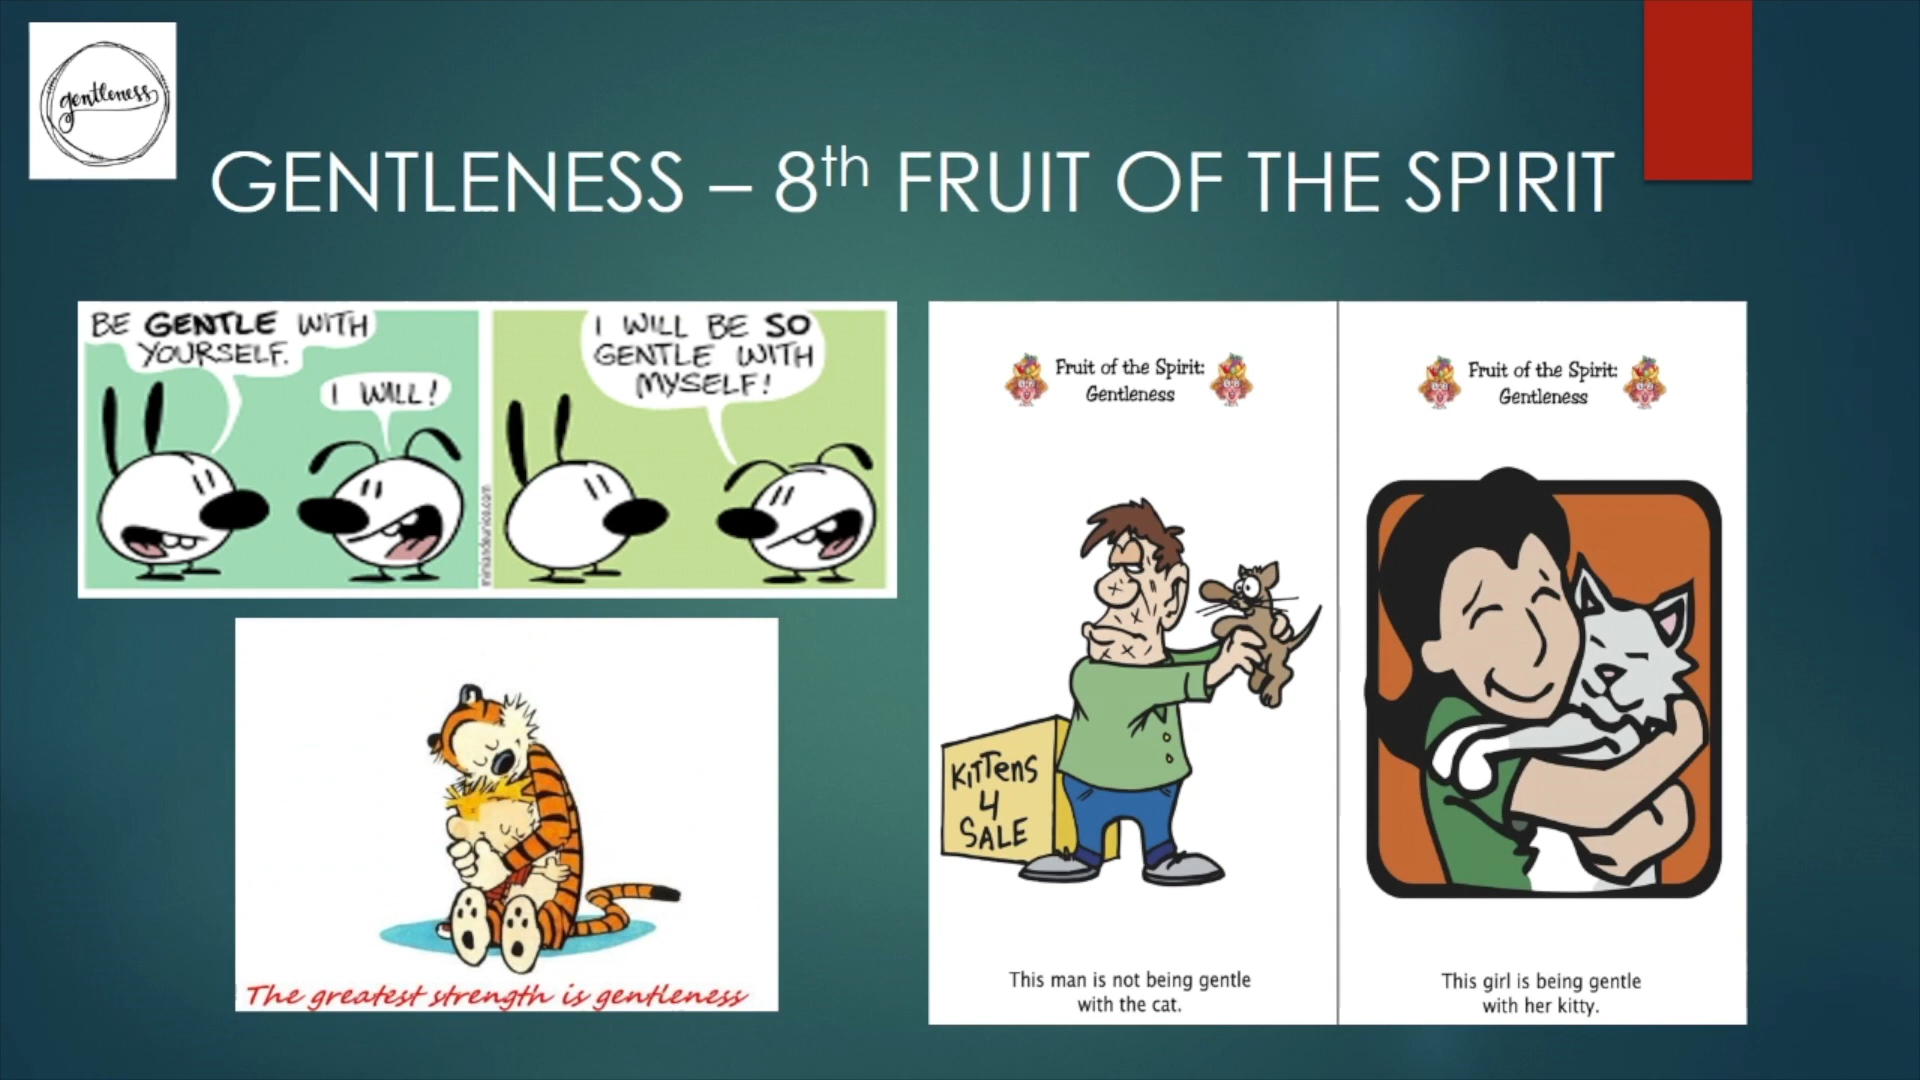 gentleness
GENTLENESS – 8th FRUIT OF THE SPIRIT
BE GENTLE WITH
YOURSELF.
I WILL!
I WILL BE SO
GENTLE WITH
MYSELF!
mimiandeunice.com
The greatest strength is gentleness
Fruit of the Spirit:
Gentleness
KITTENS
4
SALE
This man is not being gentle
with the cat.
Fruit of the Spirit:
Gentleness
This girl is being gentle
with her kitty.